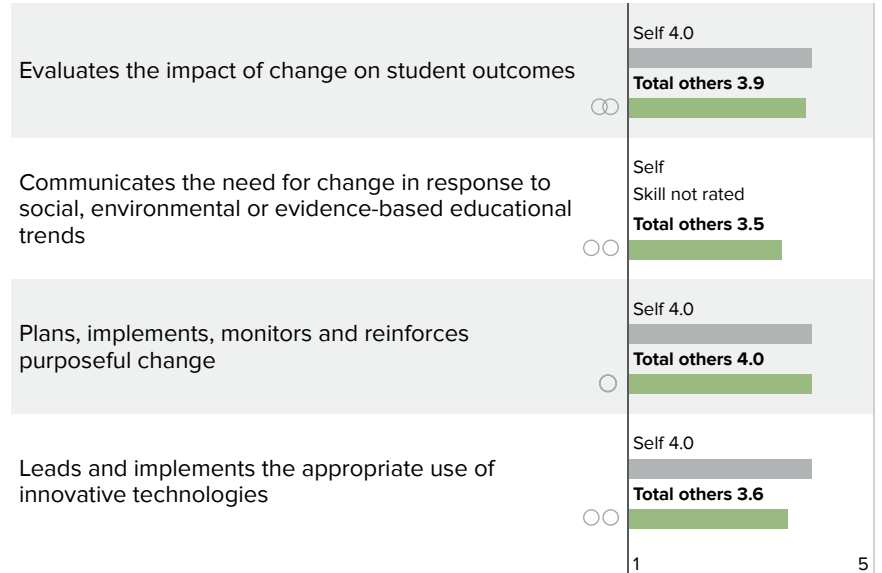 Self 4.0
Evaluates the impact of change on student outcomes
Total others 3.9
Communicates the need for change in response to
social, environmental or evidence-based educational
trends
Self
Skill not rated
Total others 3.5
Plans, implements, monitors and reinforces
purposeful change
Self 4.0
Total others 4.0
Leads and implements the appropriate use of
innovative technologies
Self 4.0
Total others 3.6
1 5